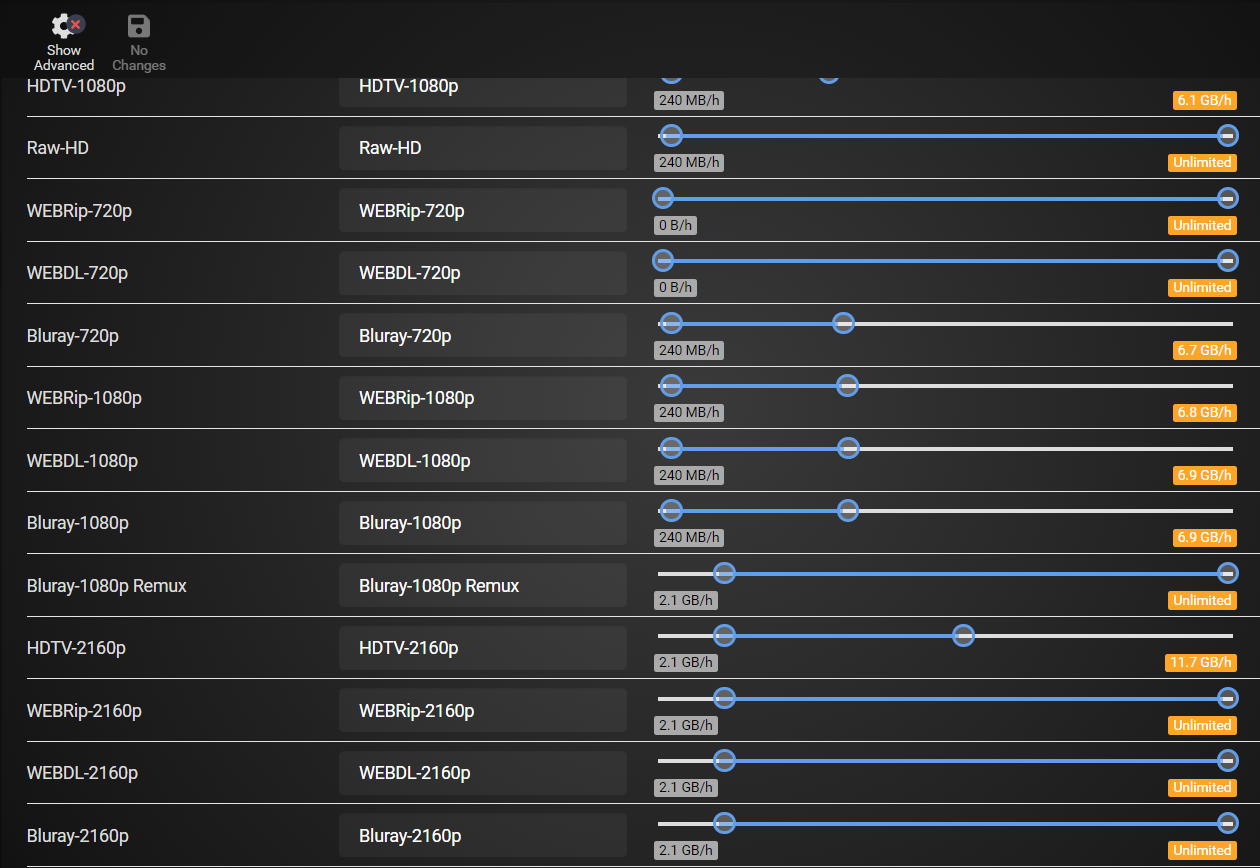 Show
Advanced
No
Changes
HDTV-1080p HDTV-1080p
240 MB/h 6.1 GB/h
Raw-HD Raw-HD
240 MB/h Unlimited
WEBRip-720p WEBRip-720p
0 B/h Unlimited
WEBDL-720p WEBDL-720p
0 B/h Unlimited
Bluray-720p Bluray-720p
240 MB/h 6.7 GB/h
WEBRip-1080p WEBRip-1080p
240 MB/h 6.8 GB/h
WEBDL-1080p WEBDL-1080p
240 MB/h 6.9 GB/h
Bluray-1080p Bluray-1080p
240 MB/h 6.9 GB/h
Bluray-1080p Remux Bluray-1080p Remux
2.1 GB/h Unlimited
HDTV-2160p HDTV-2160p
2.1 GB/h 11.7 GB/h
WEBRip-2160p WEBRip-2160p
2.1 GB/h Unlimited
WEBDL-2160p WEBDL-2160p
2.1 GB/h Unlimited
Bluray-2160p Bluray-2160p
2.1 GB/h Unlimited